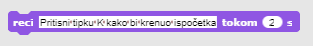 reci Pritisni tipku K kako bi krenuo ispočetka tokom 2 s